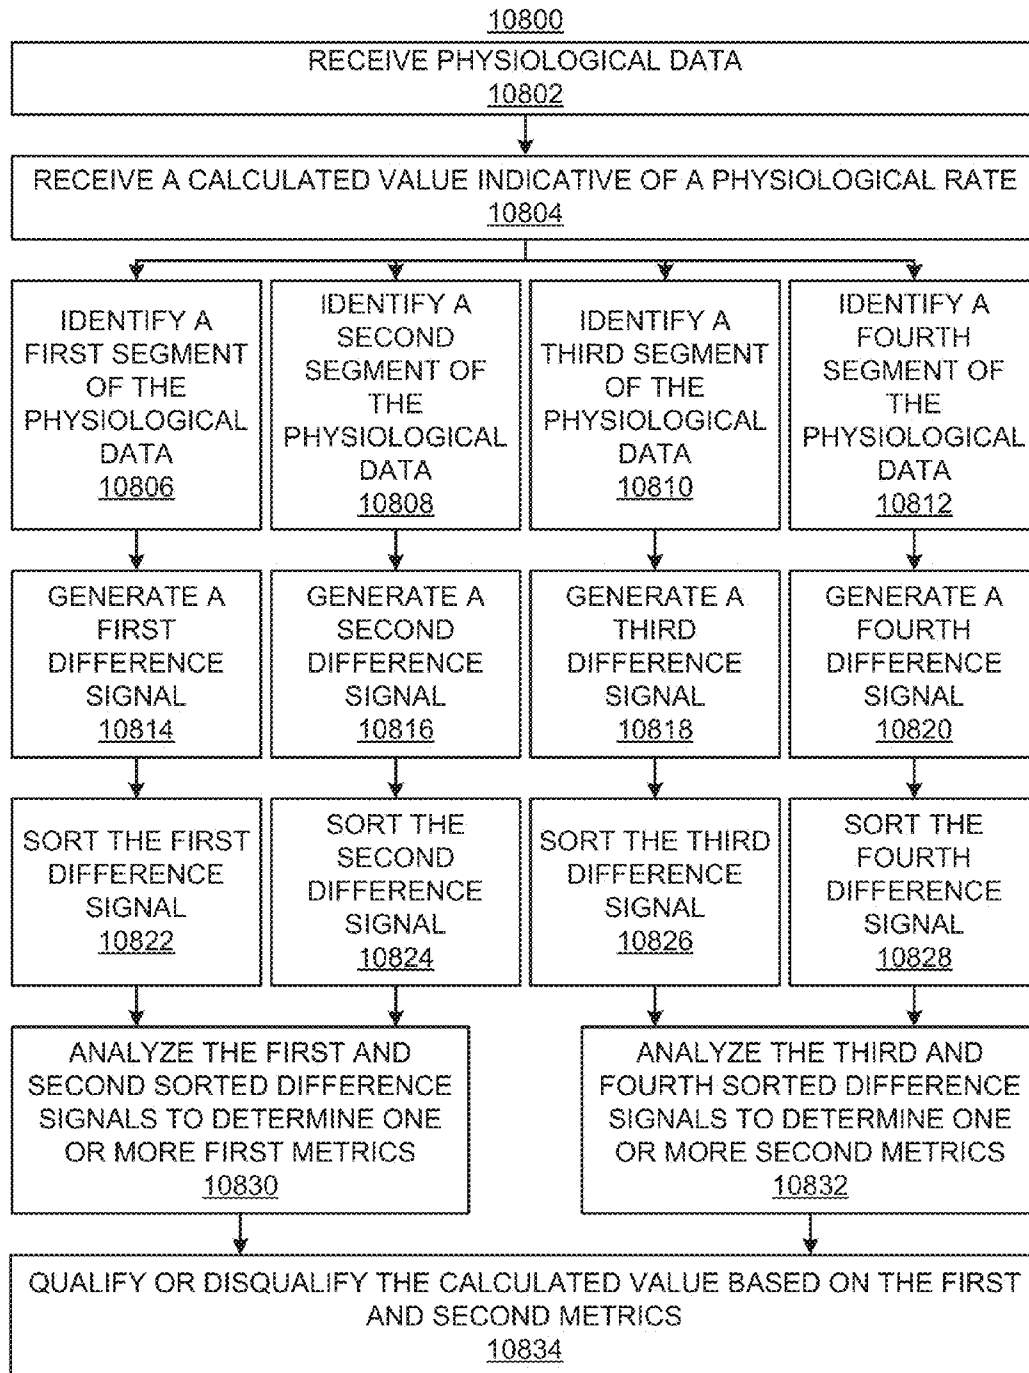 10800
RECEIVE PHYSIOLOGICAL DATA
10802
RECEIVE A CALCULATED VALUE INDICATIVE OF A PHYSIOLOGICAL RATE
10804
IDENTIFY A
FIRST SEGMENT
OF THE
PHYSIOLOGICAL
DATA
10806
IDENTIFY A
SECOND
SEGMENT OF
THE
PHYSIOLOGICAL
DATA
10808
IDENTIFY A
THIRD SEGMENT
OF THE
PHYSIOLOGICAL
DATA
10810
IDENTIFY A
FOURTH
SEGMENT OF
THE
PHYSIOLOGICAL
DATA
10812
GENERATE A
FIRST
DIFFERENCE
SIGNAL
10814
GENERATE A
SECOND
DIFFERENCE
SIGNAL
10816
GENERATE A
THIRD
DIFFERENCE
SIGNAL
10818
GENERATE A
FOURTH
DIFFERENCE
SIGNAL
10820
SORT THE FIRST
DIFFERENCE
SIGNAL
10822
SORT THE
SECOND
DIFFERENCE
SIGNAL
10824
SORT THE THIRD
DIFFERENCE
SIGNAL
10826
SORT THE
FOURTH
DIFFERENCE
SIGNAL
10828
ANALYZE THE FIRST AND
SECOND SORTED DIFFERENCE
SIGNALS TO DETERMINE ONE
OR MORE FIRST METRICS
10830
ANALYZE THE THIRD AND
FOURTH SORTED DIFFERENCE
SIGNALS TO DETERMINE ONE
OR MORE SECOND METRICS
10832
QUALIFY OR DISQUALIFY THE CALCULATED VALUE BASED ON THE FIRST
AND SECOND METRICS
10834